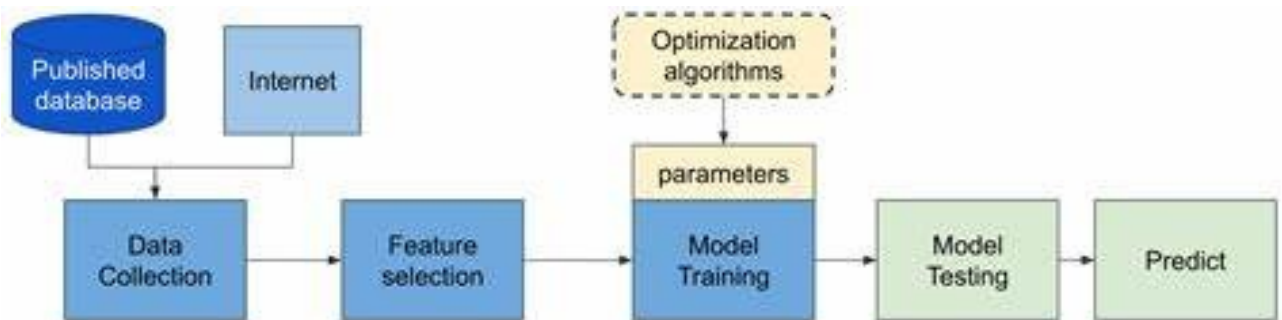 Published
database
Internet
Optimization
algorithms
parameters
Data
Collection
Feature
selection
Model
Training
Model
Testing
Predict